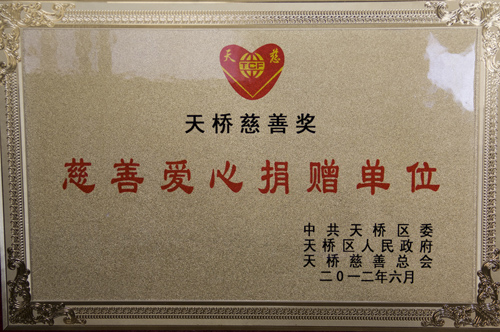 天 慈
TCF
天桥慈善奖
慈善爱心捐赠单位
中共天桥区委
天桥区人民政府
天桥慈善总会
二〇一二年六月